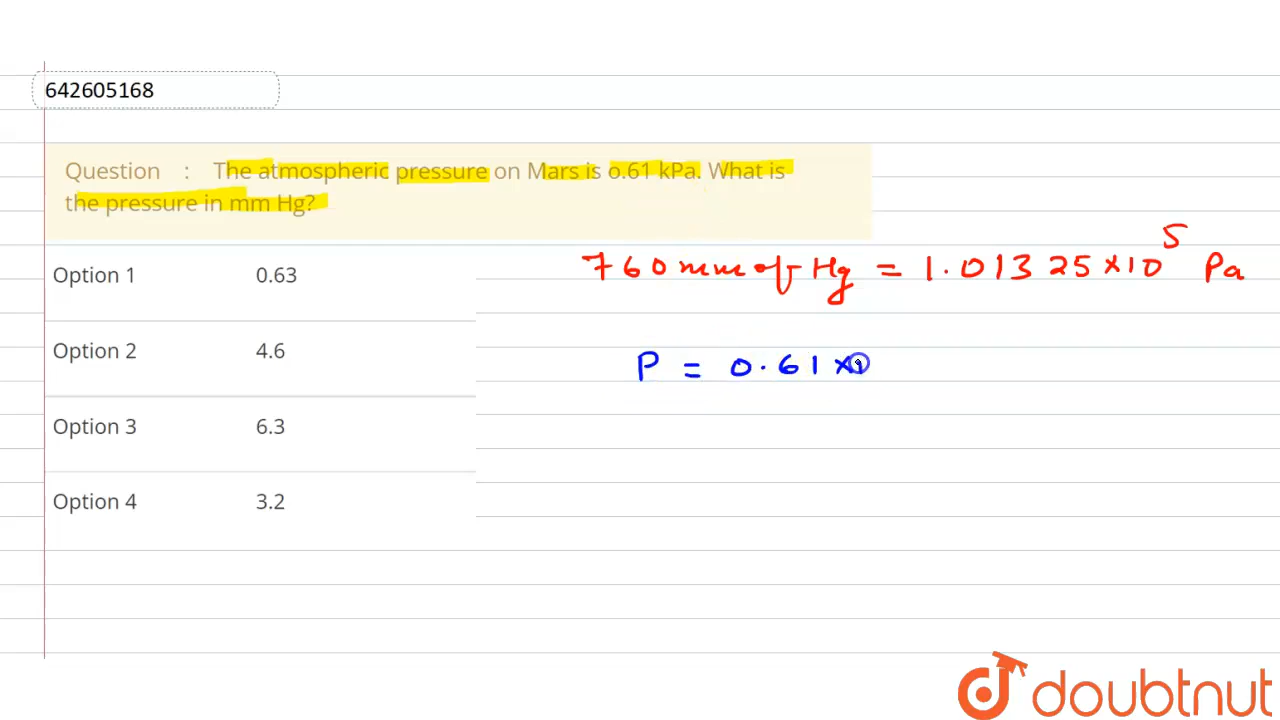 642605168
Question : The atmospheric pressure on Mars is 0.61 kPa. What is
the pressure in mm Hg?
Option 1 0.63
Option 2 4.6
Option 3 6.3
Option 4 3.2
760 mm of Hg = 1.01325×10^5 Pa
P = 0.61×1
doubtnut